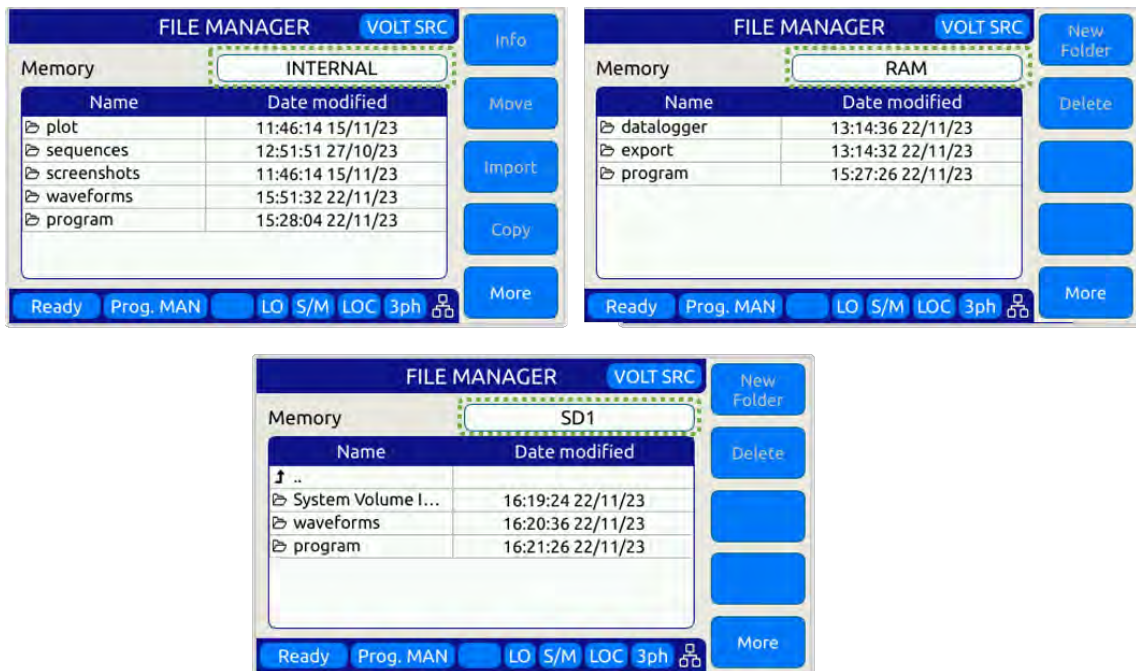 FILE MANAGER VOLT SRC Info
Memory INTERNAL
Name Date modified Move
plot 11:46:14 15/11/23
sequences 12:51:51 27/10/23
screenshots 11:46:14 15/11/23 Import
waveforms 15:51:32 22/11/23
program 15:28:04 22/11/23 Copy
More
Ready Prog. MAN LO S/M LOC 3ph
FILE MANAGER VOLT SRC New
Folder
Memory RAM
Name Date modified Delete
datalogger 13:14:36 22/11/23
export 13:14:32 22/11/23
program 15:27:26 22/11/23
More
Ready Prog. MAN LO S/M LOC 3ph
FILE MANAGER VOLT SRC New
Folder
Memory SD1
Name Date modified Delete
..
System Volume I... 16:19:24 22/11/23
waveforms 16:20:36 22/11/23
program 16:21:26 22/11/23
More
Ready Prog. MAN LO S/M LOC 3ph